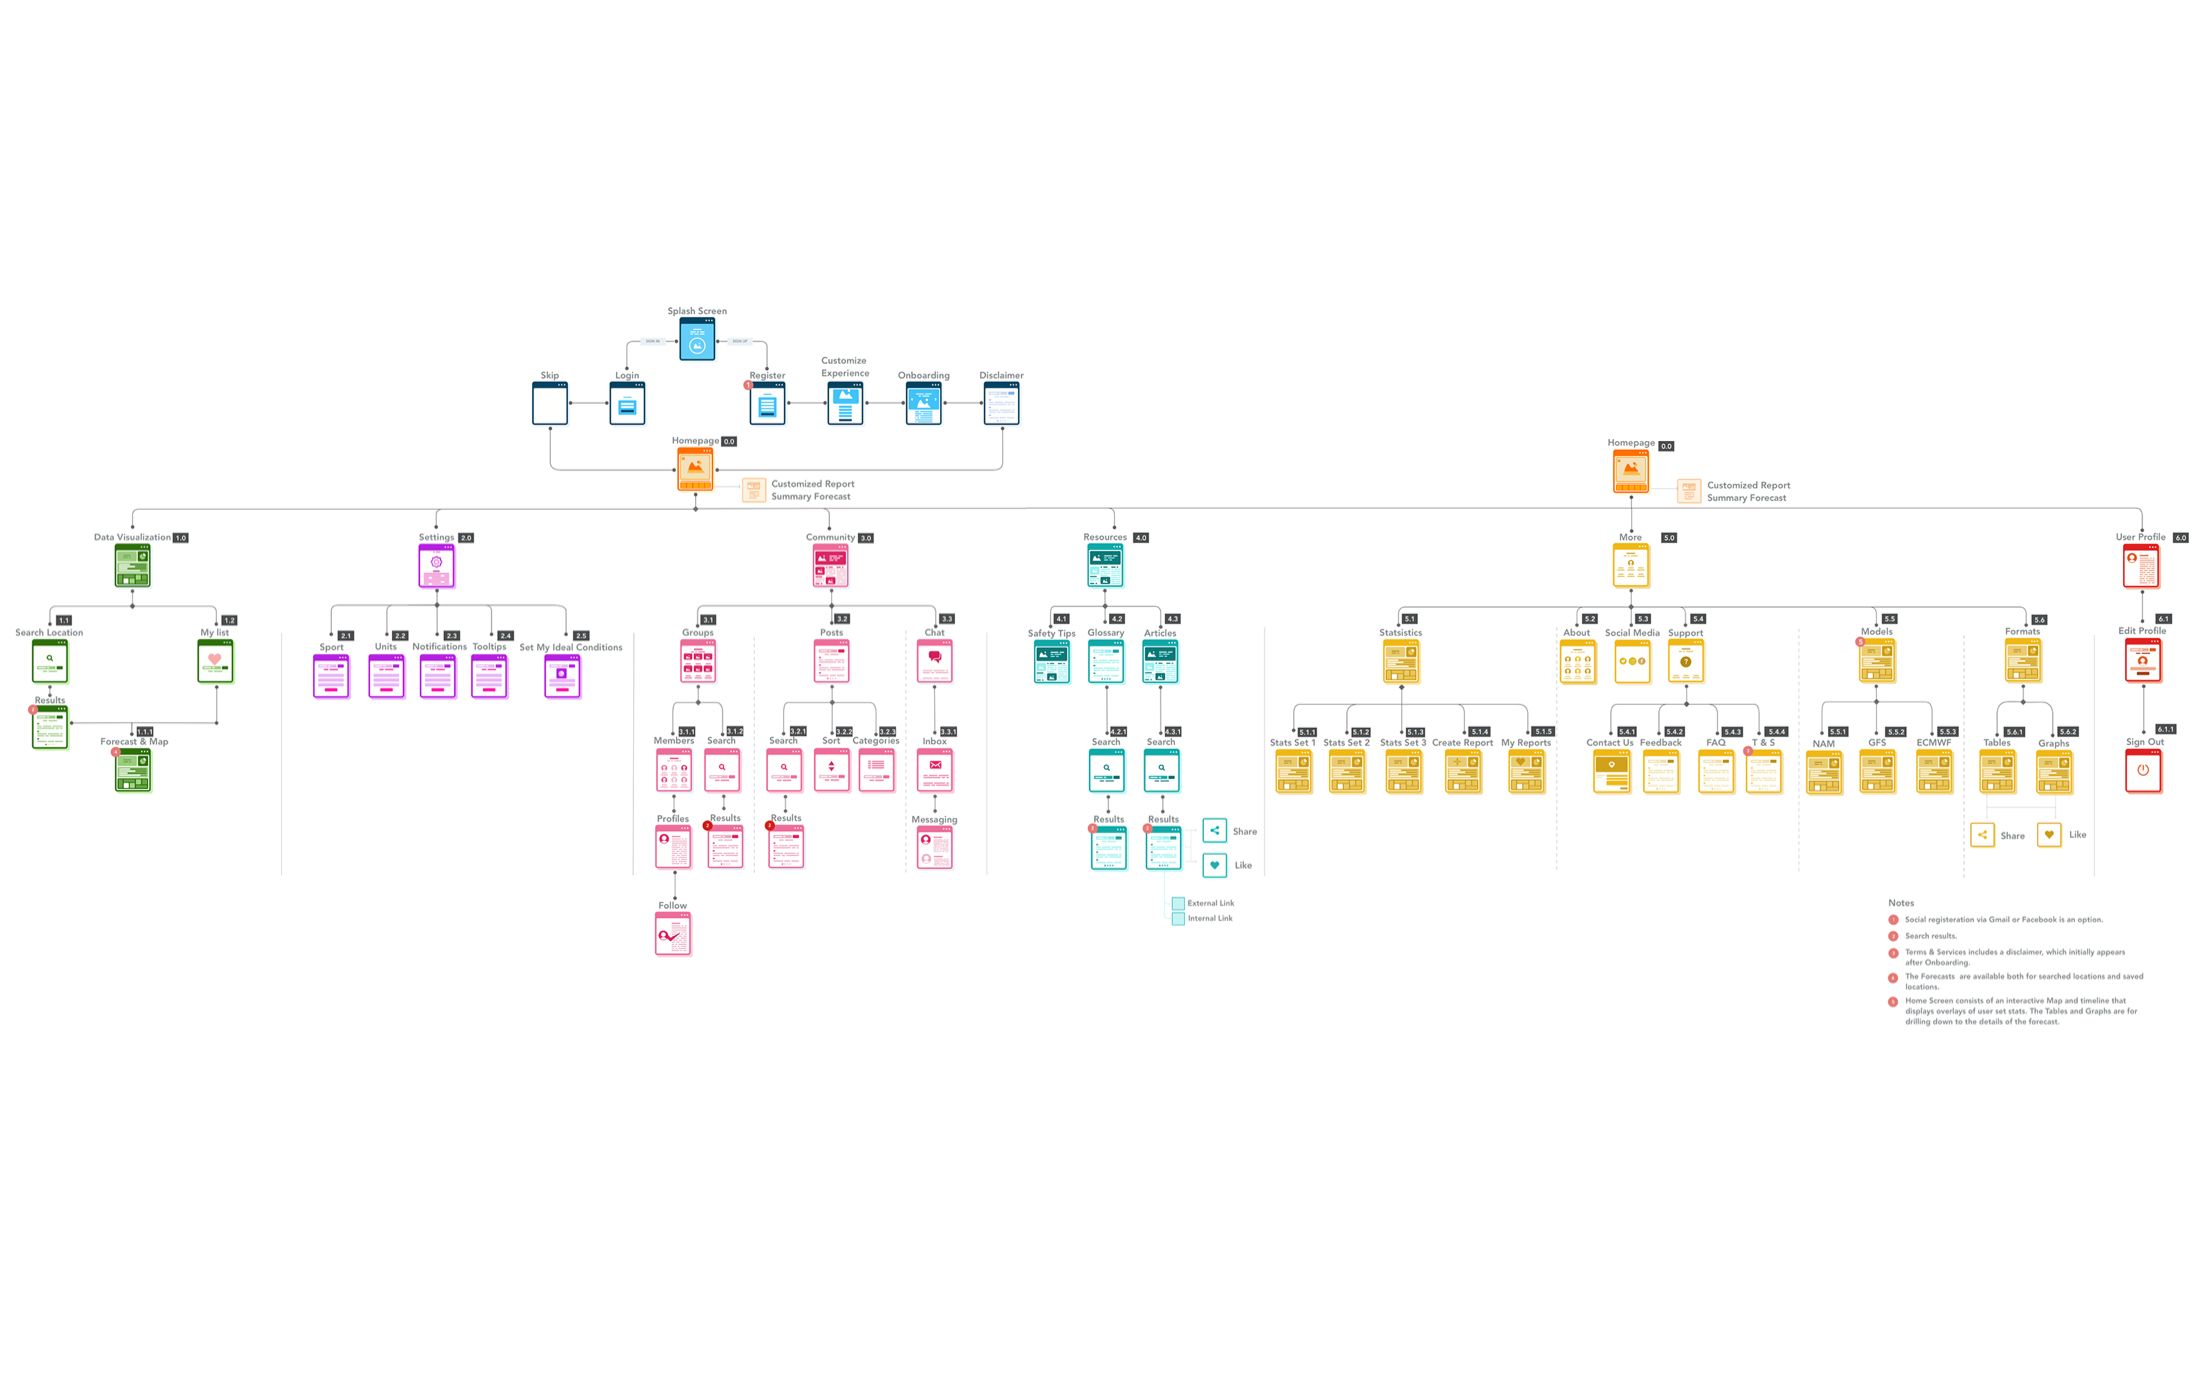 Splash Screen
SIGN IN
SIGN UP
Skip
Login
1
Register
Customize
Experience
Onboarding
Disclaimer
Homepage 0.0
Customized Report
Summary Forecast
Homepage 0.0
Customized Report
Summary Forecast
Data Visualization 1.0
Settings 2.0
Community 3.0
Resources 4.0
More 5.0
User Profile 6.0
1.1
Search Location
1.2
My list
Results
2
1.1.1
Forecast & Map
4
2.1
Sport
2.2
Units
2.3
Notifications
2.4
Tooltips
2.5
Set My Ideal Conditions
3.1
Groups
3.2
Posts
3.3
Chat
3.1.1
Members
3.1.2
Search
3.2.1
Search
3.2.2
Sort
3.2.3
Categories
3.3.1
Inbox
Profiles
2
Results
2
Results
Messaging
Follow
4.1
Safety Tips
4.2
Glossary
4.3
Articles
4.2.1
Search
4.3.1
Search
Results
2
Results
2
Share
Like
External Link
Internal Link
5.1
Statsistics
5.2
About
5.3
Social Media
5.4
Support
5.5
Models
5
5.6
Formats
6.1
Edit Profile
5.1.1
Stats Set 1
5.1.2
Stats Set 2
5.1.3
Stats Set 3
5.1.4
Create Report
5.1.5
My Reports
5.4.1
Contact Us
5.4.2
Feedback
5.4.3
FAQ
5.4.4
T & S
3
5.5.1
NAM
5.5.2
GFS
5.5.3
ECMWF
5.6.1
Tables
5.6.2
Graphs
6.1.1
Sign Out
Share
Like
Notes
1 Social registeration via Gmail or Facebook is an option.
2 Search results.
3 Terms & Services includes a disclaimer, which initially appears
after Onboarding.
4 The Forecasts are available both for searched locations and saved
locations.
5 Home Screen consists of an interactive Map and timeline that
displays overlays of user set stats. The Tables and Graphs are for
drilling down to the details of the forecast.